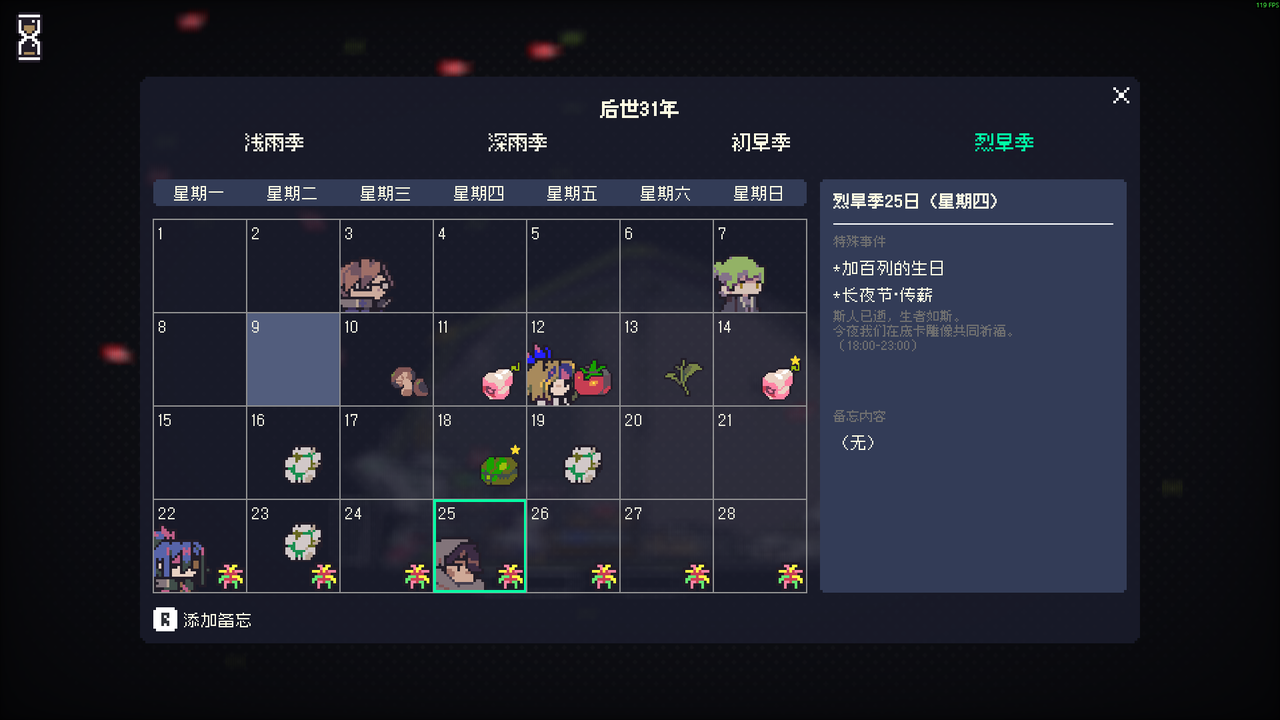 119 FPS
后世31年
浅雨季
深雨季
初旱季
烈旱季
星期一
星期二
星期三
星期四
星期五
星期六
星期日
1
2
3
4
5
6
7
8
9
10
11
12
13
14
15
16
17
18
19
20
21
22
23
24
25
26
27
28
烈旱季25日（星期四）
特殊事件
*加百列的生日
*长夜节·传薪
斯人已逝，生者如斯。
今夜我们在庇卡雕像共同祈福。
（18:00-23:00）
备忘内容
（无）
R 添加备忘